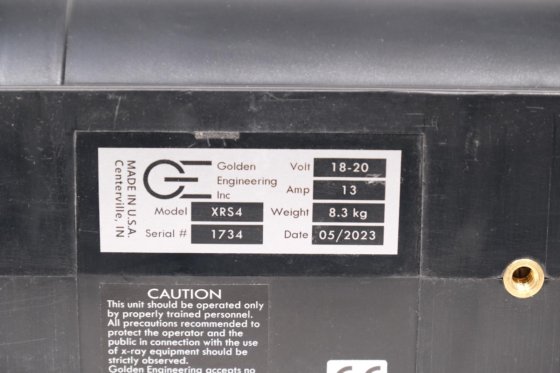 MADE IN U.S.A.
Centerville, IN
GE
Golden
Engineering
Inc
Model XRS4
Serial # 1734
Volt 18-20
Amp 13
Weight 8.3 kg
Date 05/2023
CAUTION
This unit should be operated only
by properly trained personnel.
All precautions recommended to
protect the operator and the
public in connection with the use
of x-ray equipment should be
strictly observed.
Golden Engineering accepts no
CE